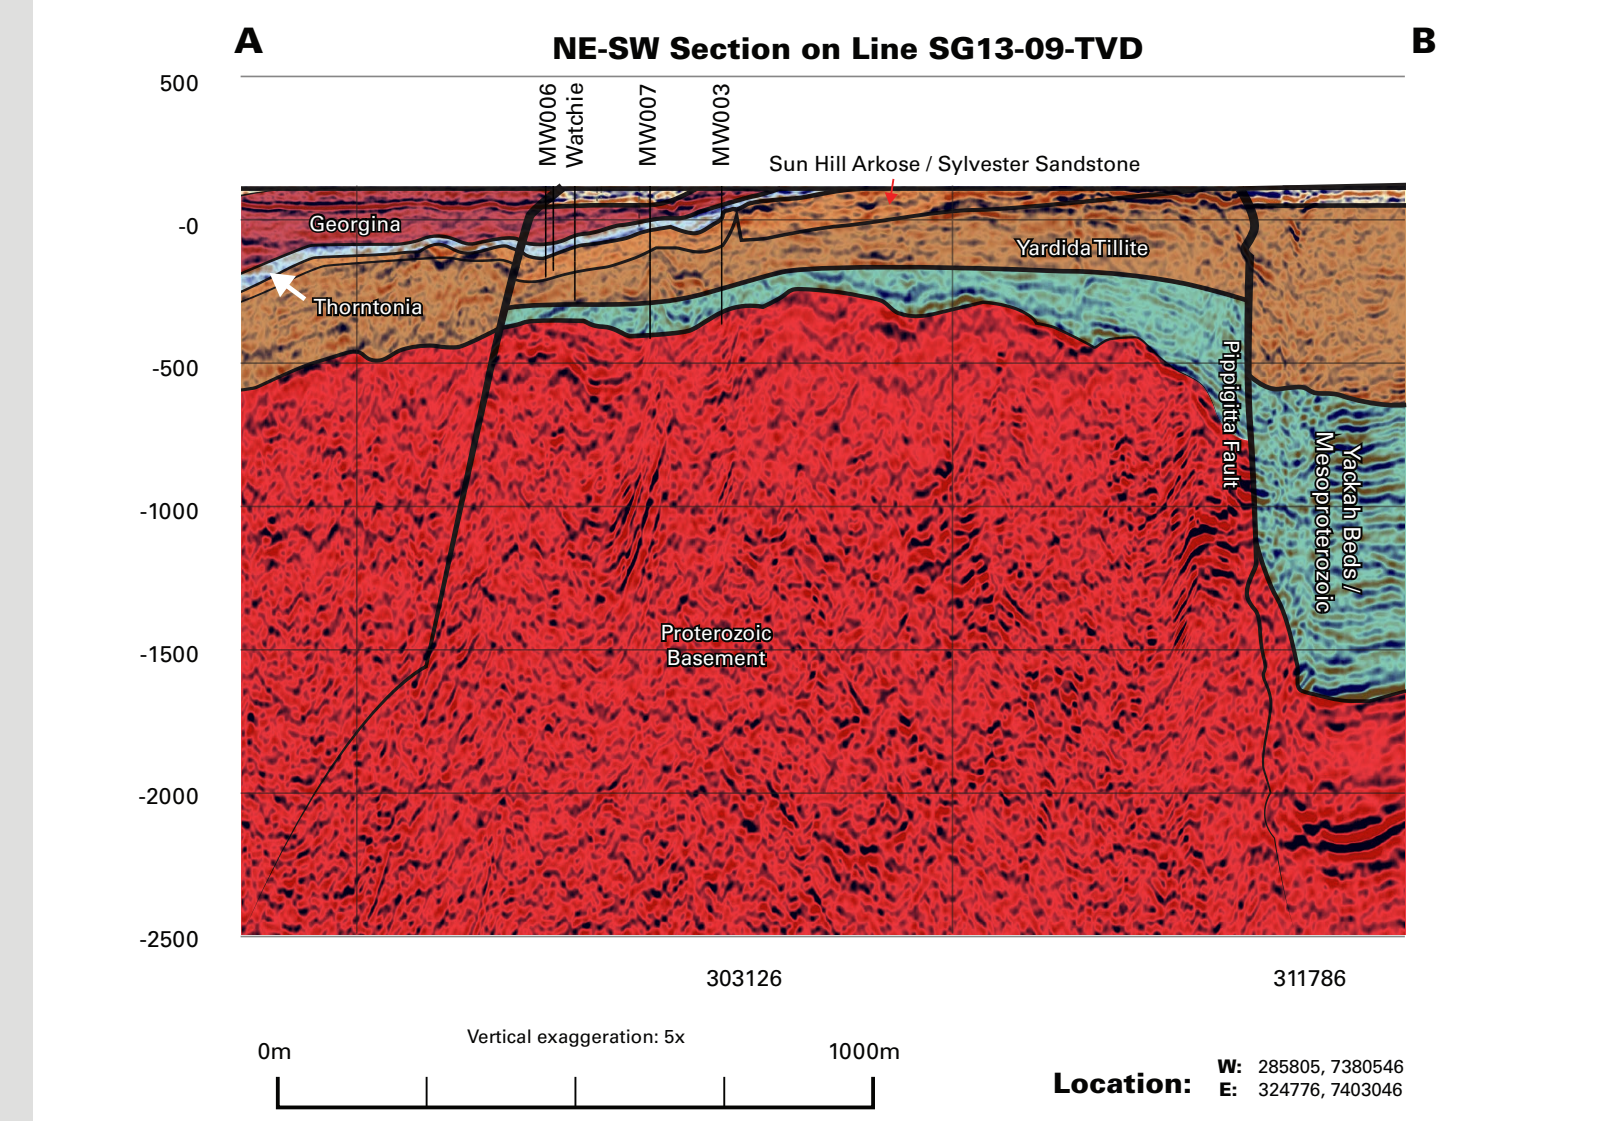 A
NE-SW Section on Line SG13-09-TVD
B
500
-0
-500
-1000
-1500
-2000
-2500
MW006
Watchie
MW007
MW003
Sun Hill Arkose / Sylvester Sandstone
Georgina
Thorntonia
Yardida Tillite
Pippigitta Fault
Yackah Beds /
Mesoproterozoic
Proterozoic
Basement
303126
311786
Vertical exaggeration: 5x
0m
1000m
Location:
W: 285805, 7380546
E: 324776, 7403046